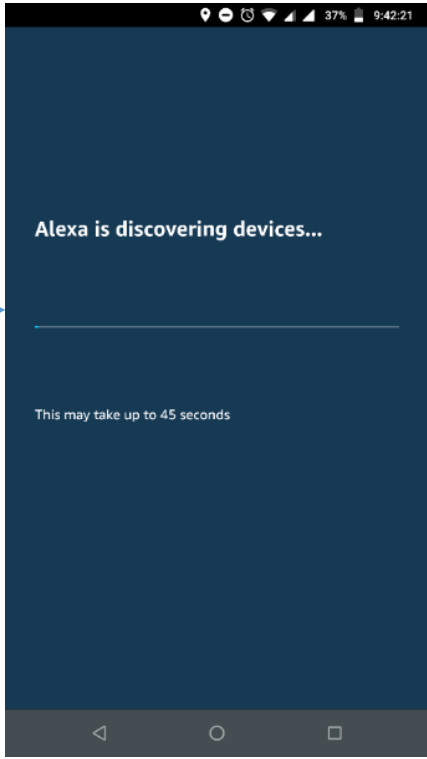 37% 9:42:21
Alexa is discovering devices...
This may take up to 45 seconds